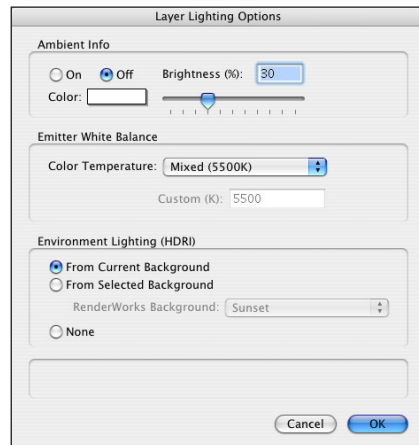 Layer Lighting Options
Ambient Info
On Off Brightness (%): 30
Color:
Emitter White Balance
Color Temperature: Mixed (5500K)
Custom (K): 5500
Environment Lighting (HDRI)
From Current Background
From Selected Background
RenderWorks Background: Sunset
None
Cancel OK